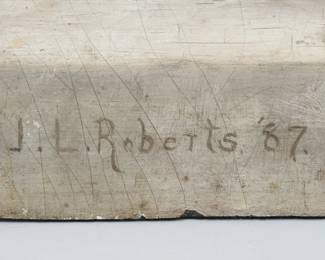 J. L. Roberts. '87.